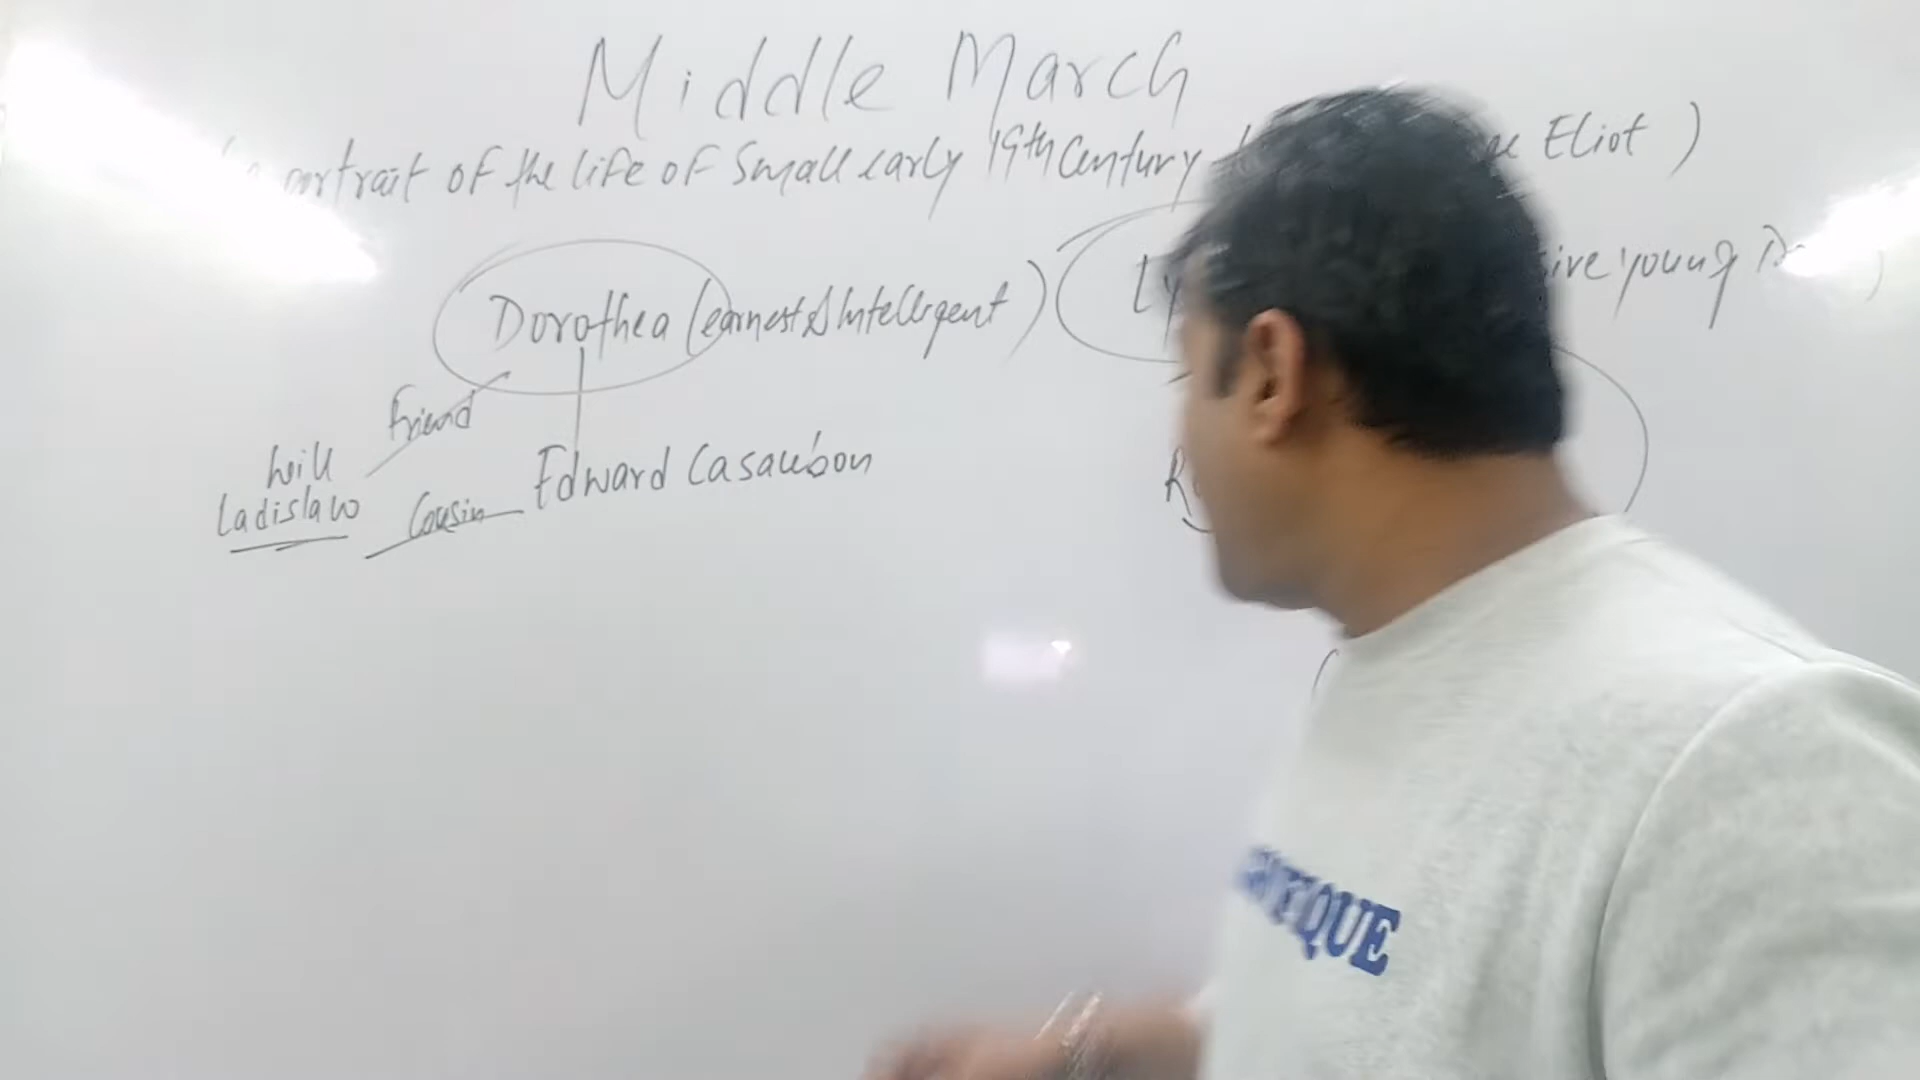 Middle March
portrait of the life of small early 19th Century Eliot )
Dorothea (earnest & Intellegent )
young
Friend
Will
Ladislaw
Cousin
Edward Casaubon
QUE